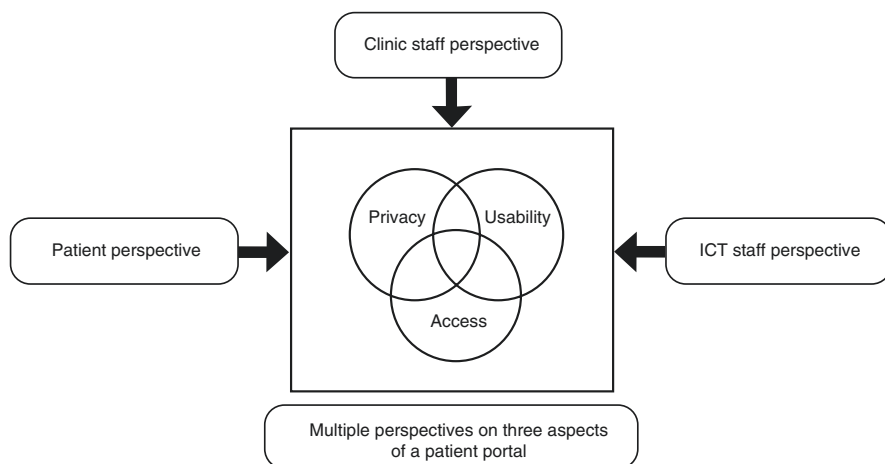 Clinic staff perspective
Privacy
Usability
Patient perspective
ICT staff perspective
Access
Multiple perspectives on three aspects
of a patient portal